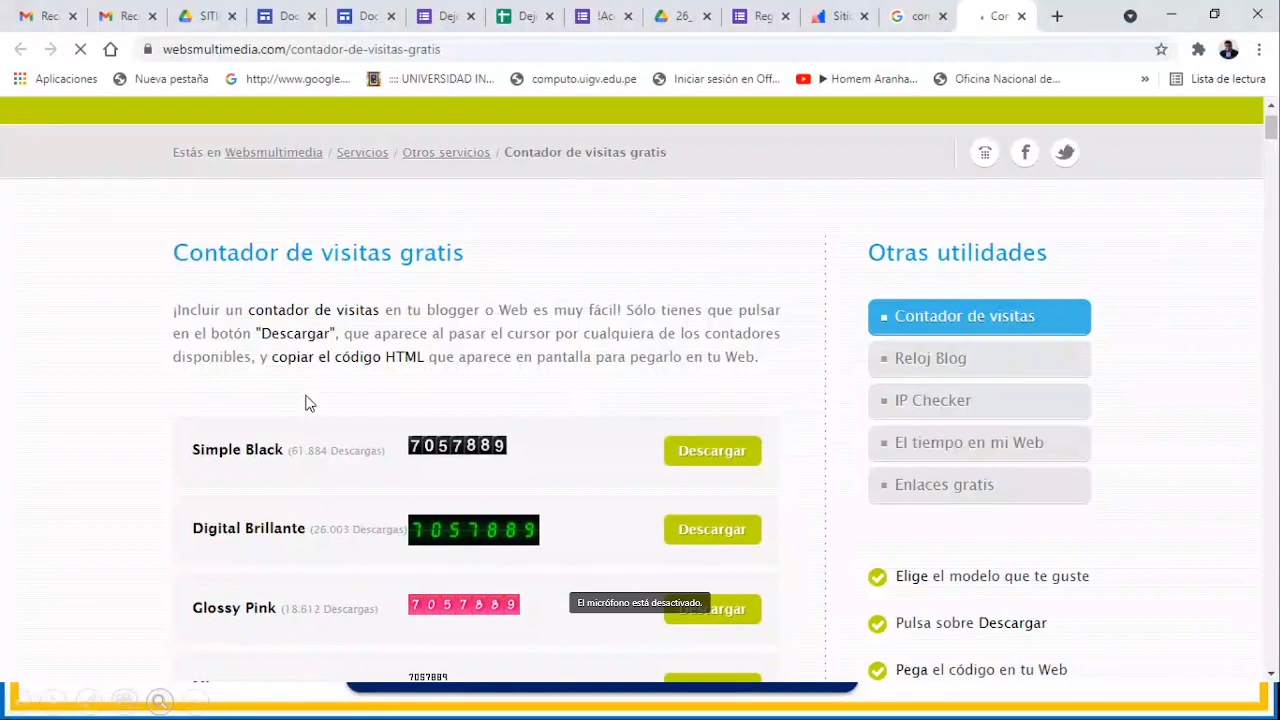 Rec
Rec
SITI
Doc
Doc
Dej
Dej
!Ac
26_
Reg
Siti
con
Cor
websmultimedia.com/contador-de-visitas-gratis
Aplicaciones
Nueva pestaña
http://www.google....
:::: UNIVERSIDAD IN...
computo.uigv.edu.pe
Iniciar sesión en Off...
▶ Homem Aranha...
Oficina Nacional de...
»
Lista de lectura
Estás en Websmultimedia / Servicios / Otros servicios / Contador de visitas gratis
Contador de visitas gratis
¡Incluir un contador de visitas en tu blogger o Web es muy fácil! Sólo tienes que pulsar
en el botón "Descargar", que aparece al pasar el cursor por cualquiera de los contadores
disponibles, y copiar el código HTML que aparece en pantalla para pegarlo en tu Web.
Simple Black (61.884 Descargas) 7057889 Descargar
Digital Brillante (26.003 Descargas) 7057889 Descargar
Glossy Pink (18.612 Descargas) 7057889 argar
El micrófono está desactivado.
7057889
Otras utilidades
Contador de visitas
Reloj Blog
IP Checker
El tiempo en mi Web
Enlaces gratis
Elige el modelo que te guste
Pulsa sobre Descargar
Pega el código en tu Web